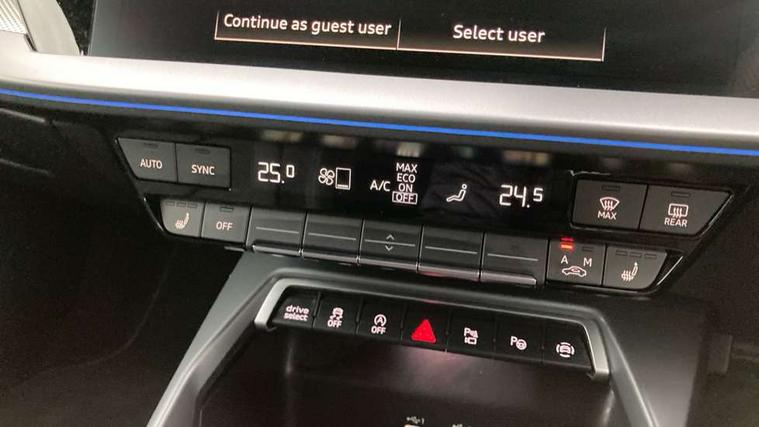 Continue as guest user Select user
AUTO SYNC 25.0 A/C MAX ECO ON OFF 24.5 MAX REAR
OFF A M
drive select OFF OFF P P